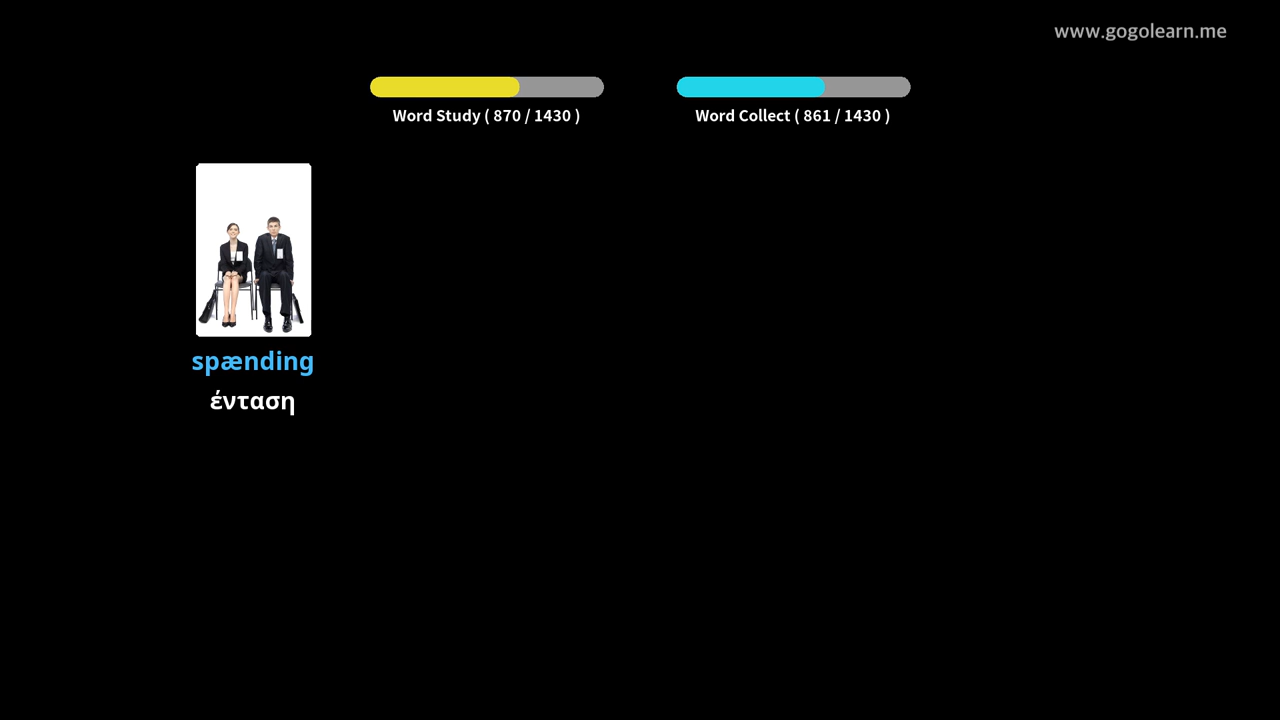 www.gogolearn.me
Word Study ( 870 / 1430 )
Word Collect ( 861 / 1430 )
spænding
ένταση